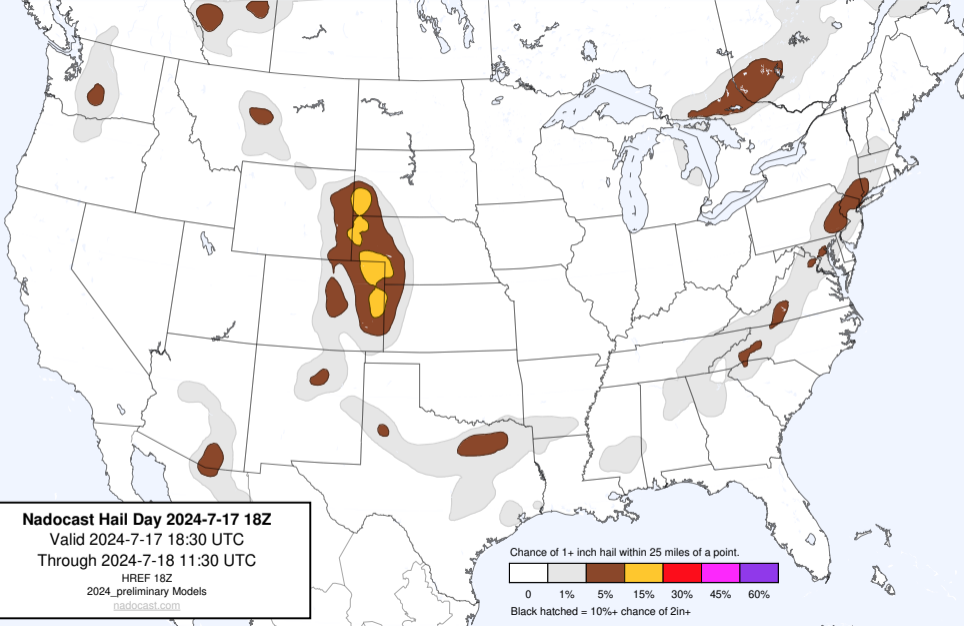 Nadocast Hail Day 2024-7-17 18Z
Valid 2024-7-17 18:30 UTC
Through 2024-7-18 11:30 UTC
HREF 18Z
2024_preliminary Models
nadocast.com
Chance of 1+ inch hail within 25 miles of a point.
0 1% 5% 15% 30% 45% 60%
Black hatched = 10%+ chance of 2in+